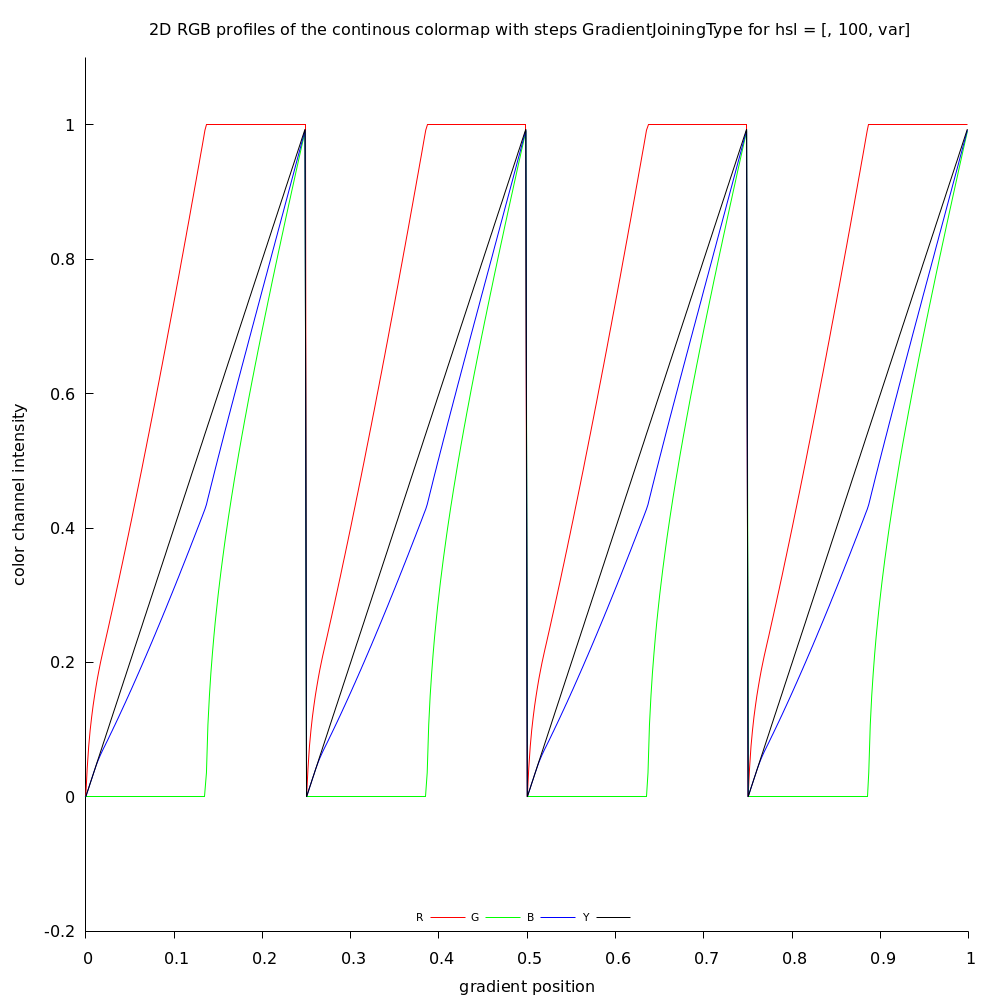 2D RGB profiles of the continous colormap with steps GradientJoiningType for hsl = [, 100, var]
1
0.8
0.6
0.4
0.2
0
-0.2
color channel intensity
R G B Y
0 0.1 0.2 0.3 0.4 0.5 0.6 0.7 0.8 0.9 1
gradient position